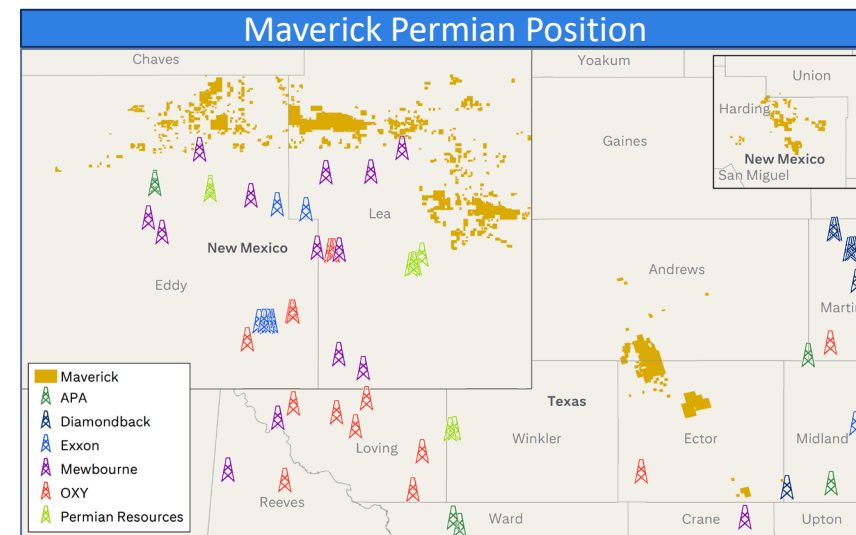 Maverick Permian Position
Chaves
Yoakum
Union
Harding
New Mexico
San Miguel
Gaines
Lea
New Mexico
Eddy
Andrews
Martin
Maverick
APA
Diamondback
Exxon
Mewbourne
OXY
Permian Resources
Texas
Loving
Winkler
Ector
Midland
Reeves
Ward
Crane
Upton